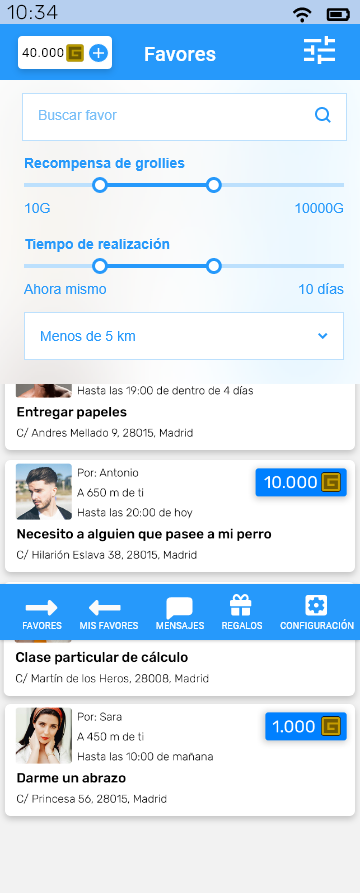 10:34
40.000 G
Favores
Buscar favor
Recompensa de grollies
10G 10000G
Tiempo de realización
Ahora mismo 10 días
Menos de 5 km
Hasta las 19:00 de dentro de 4 días
Entregar papeles
C/ Andres Mellado 9, 28015, Madrid
Por: Antonio
10.000 G
A 650 m de ti
Hasta las 20:00 de hoy
Necesito a alguien que pasee a mi perro
C/ Hilarión Eslava 38, 28015, Madrid
FAVORES MIS FAVORES MENSAJES REGALOS CONFIGURACIÓN
Clase particular de cálculo
C/ Martín de los Heros, 28008, Madrid
Por: Sara
1.000 G
A 450 m de ti
Hasta las 10:00 de mañana
Darme un abrazo
C/ Princesa 56, 28015, Madrid